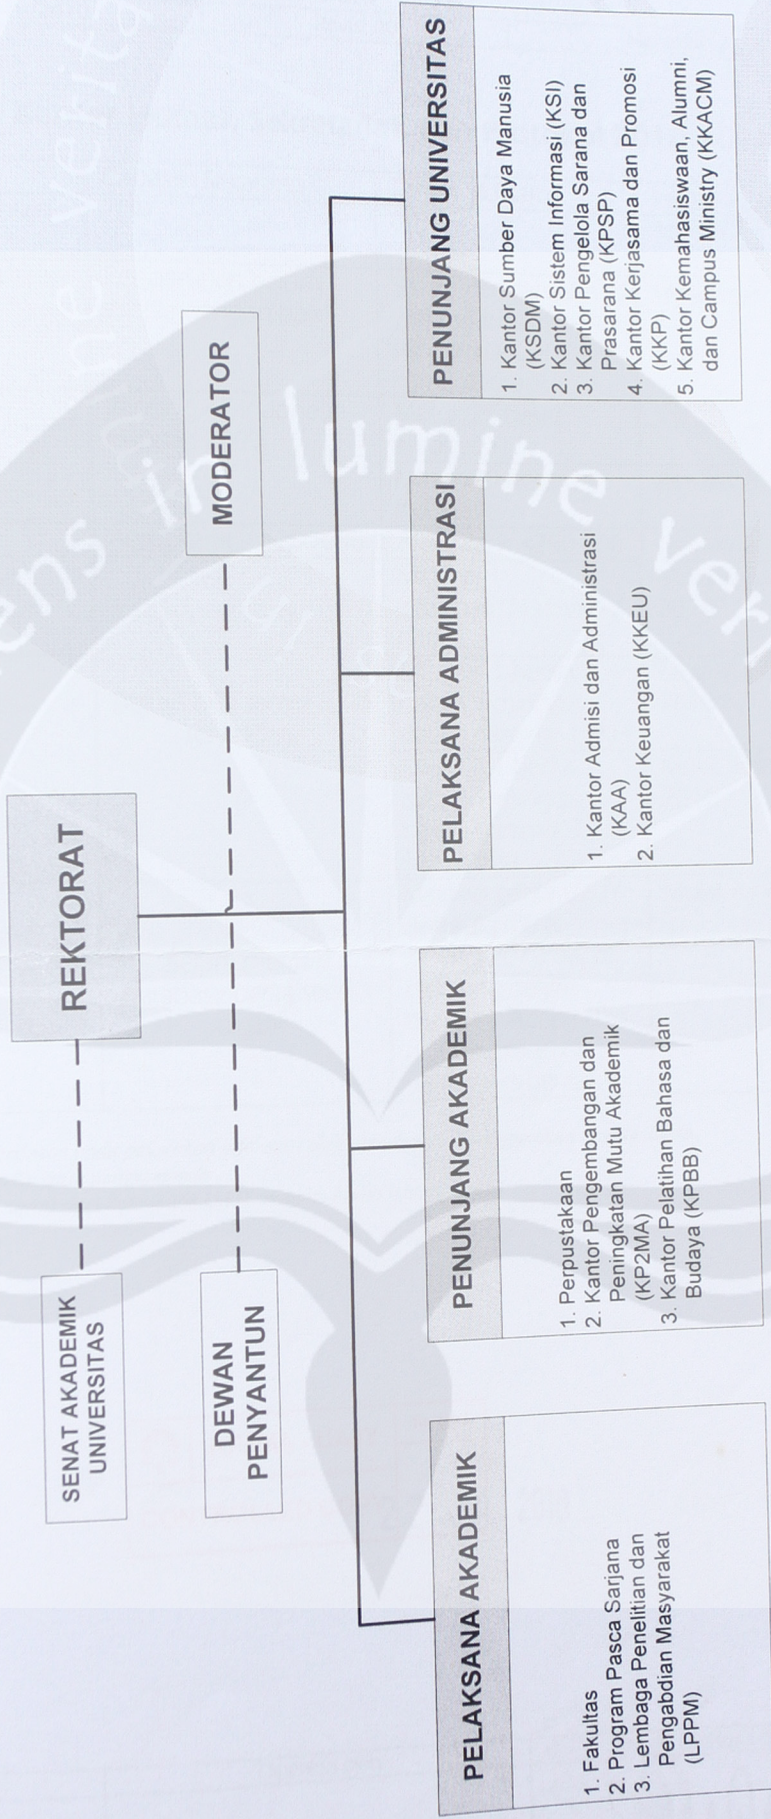 REKTORAT
SENAT AKADEMIK
UNIVERSITAS
DEWAN
PENYANTUN
MODERATOR
PELAKSANA AKADEMIK
1. Fakultas
2. Program Pasca Sarjana
3. Lembaga Penelitian dan
Pengabdian Masyarakat
(LPPM)
PENUNJANG AKADEMIK
1. Perpustakaan
2. Kantor Pengembangan dan
Peningkatan Mutu Akademik
(KP2MA)
3. Kantor Pelatihan Bahasa dan
Budaya (KPBB)
PELAKSANA ADMINISTRASI
1. Kantor Admisi dan Administrasi
(KAA)
2. Kantor Keuangan (KKEU)
PENUNJANG UNIVERSITAS
1. Kantor Sumber Daya Manusia
(KSDM)
2. Kantor Sistem Informasi (KSI)
3. Kantor Pengelola Sarana dan
Prasarana (KPSP)
4. Kantor Kerjasama dan Promosi
(KKP)
5. Kantor Kemahasiswaan, Alumni,
dan Campus Ministry (KKACM)
in lumine